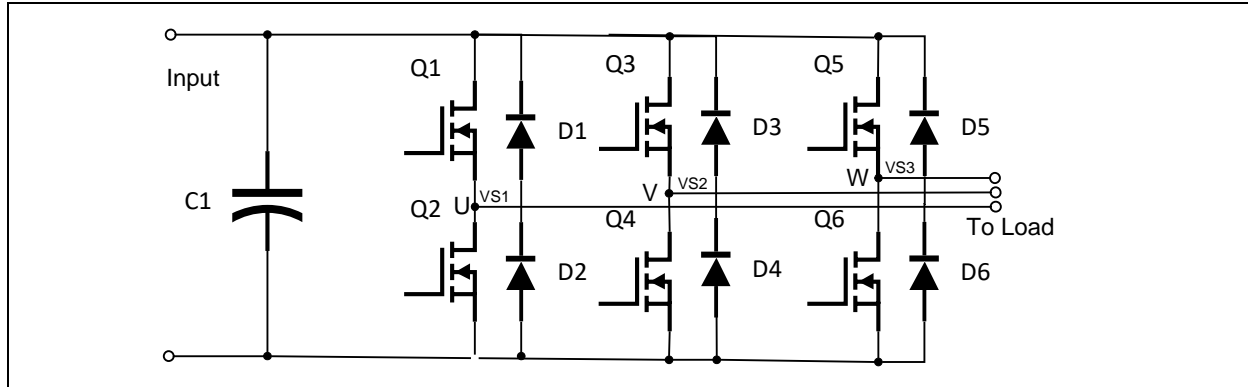 Input
C1
Q1
D1
Q3
D3
Q5
D5
U VS1
V VS2
W VS3
To Load
Q2
D2
Q4
D4
Q6
D6